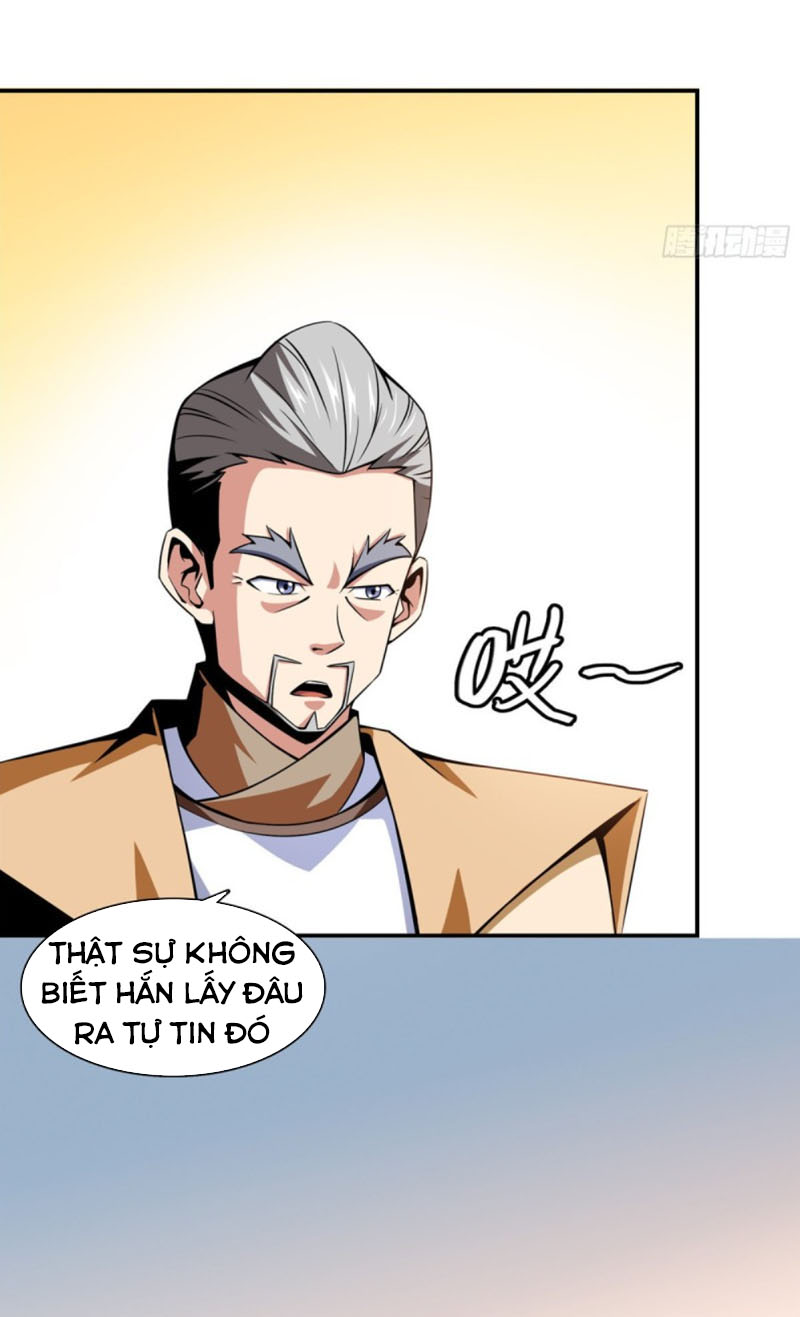 腾讯动漫
哎～
THẬT SỰ KHÔNG
BIẾT HẮN LẤY ĐÂU
RA TỰ TIN ĐÓ